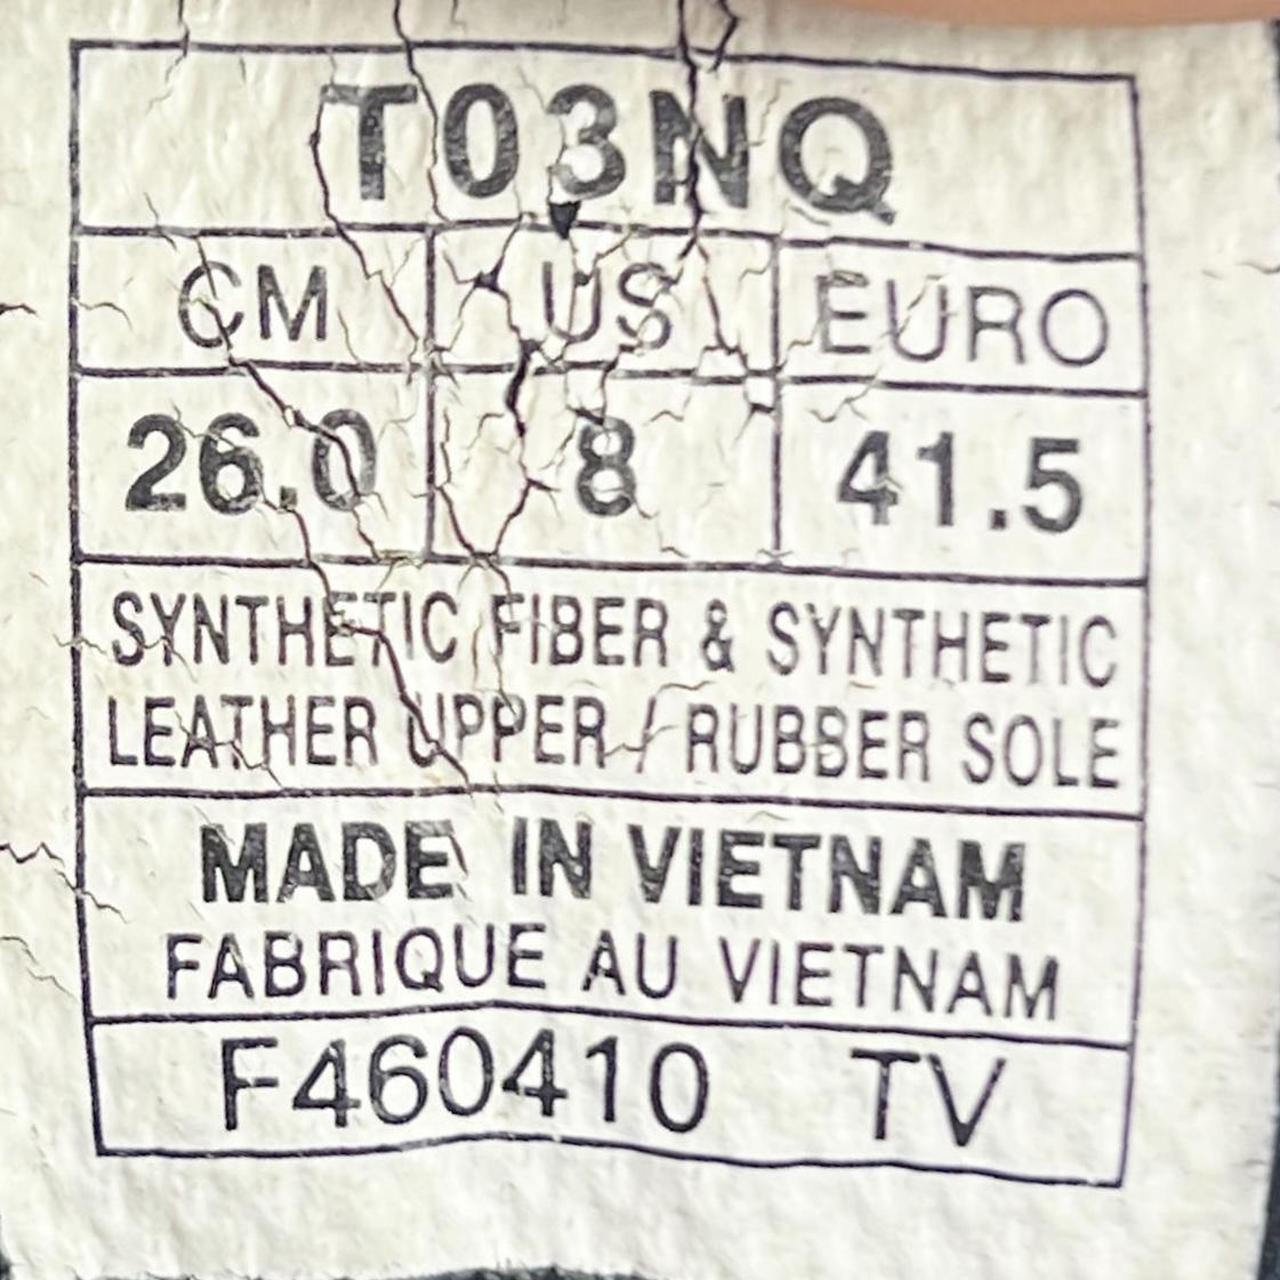 T03NQ
CM US EURO
26.0 8 41.5
SYNTHETIC FIBER & SYNTHETIC
LEATHER UPPER / RUBBER SOLE
MADE IN VIETNAM
FABRIQUE AU VIETNAM
F460410 TV